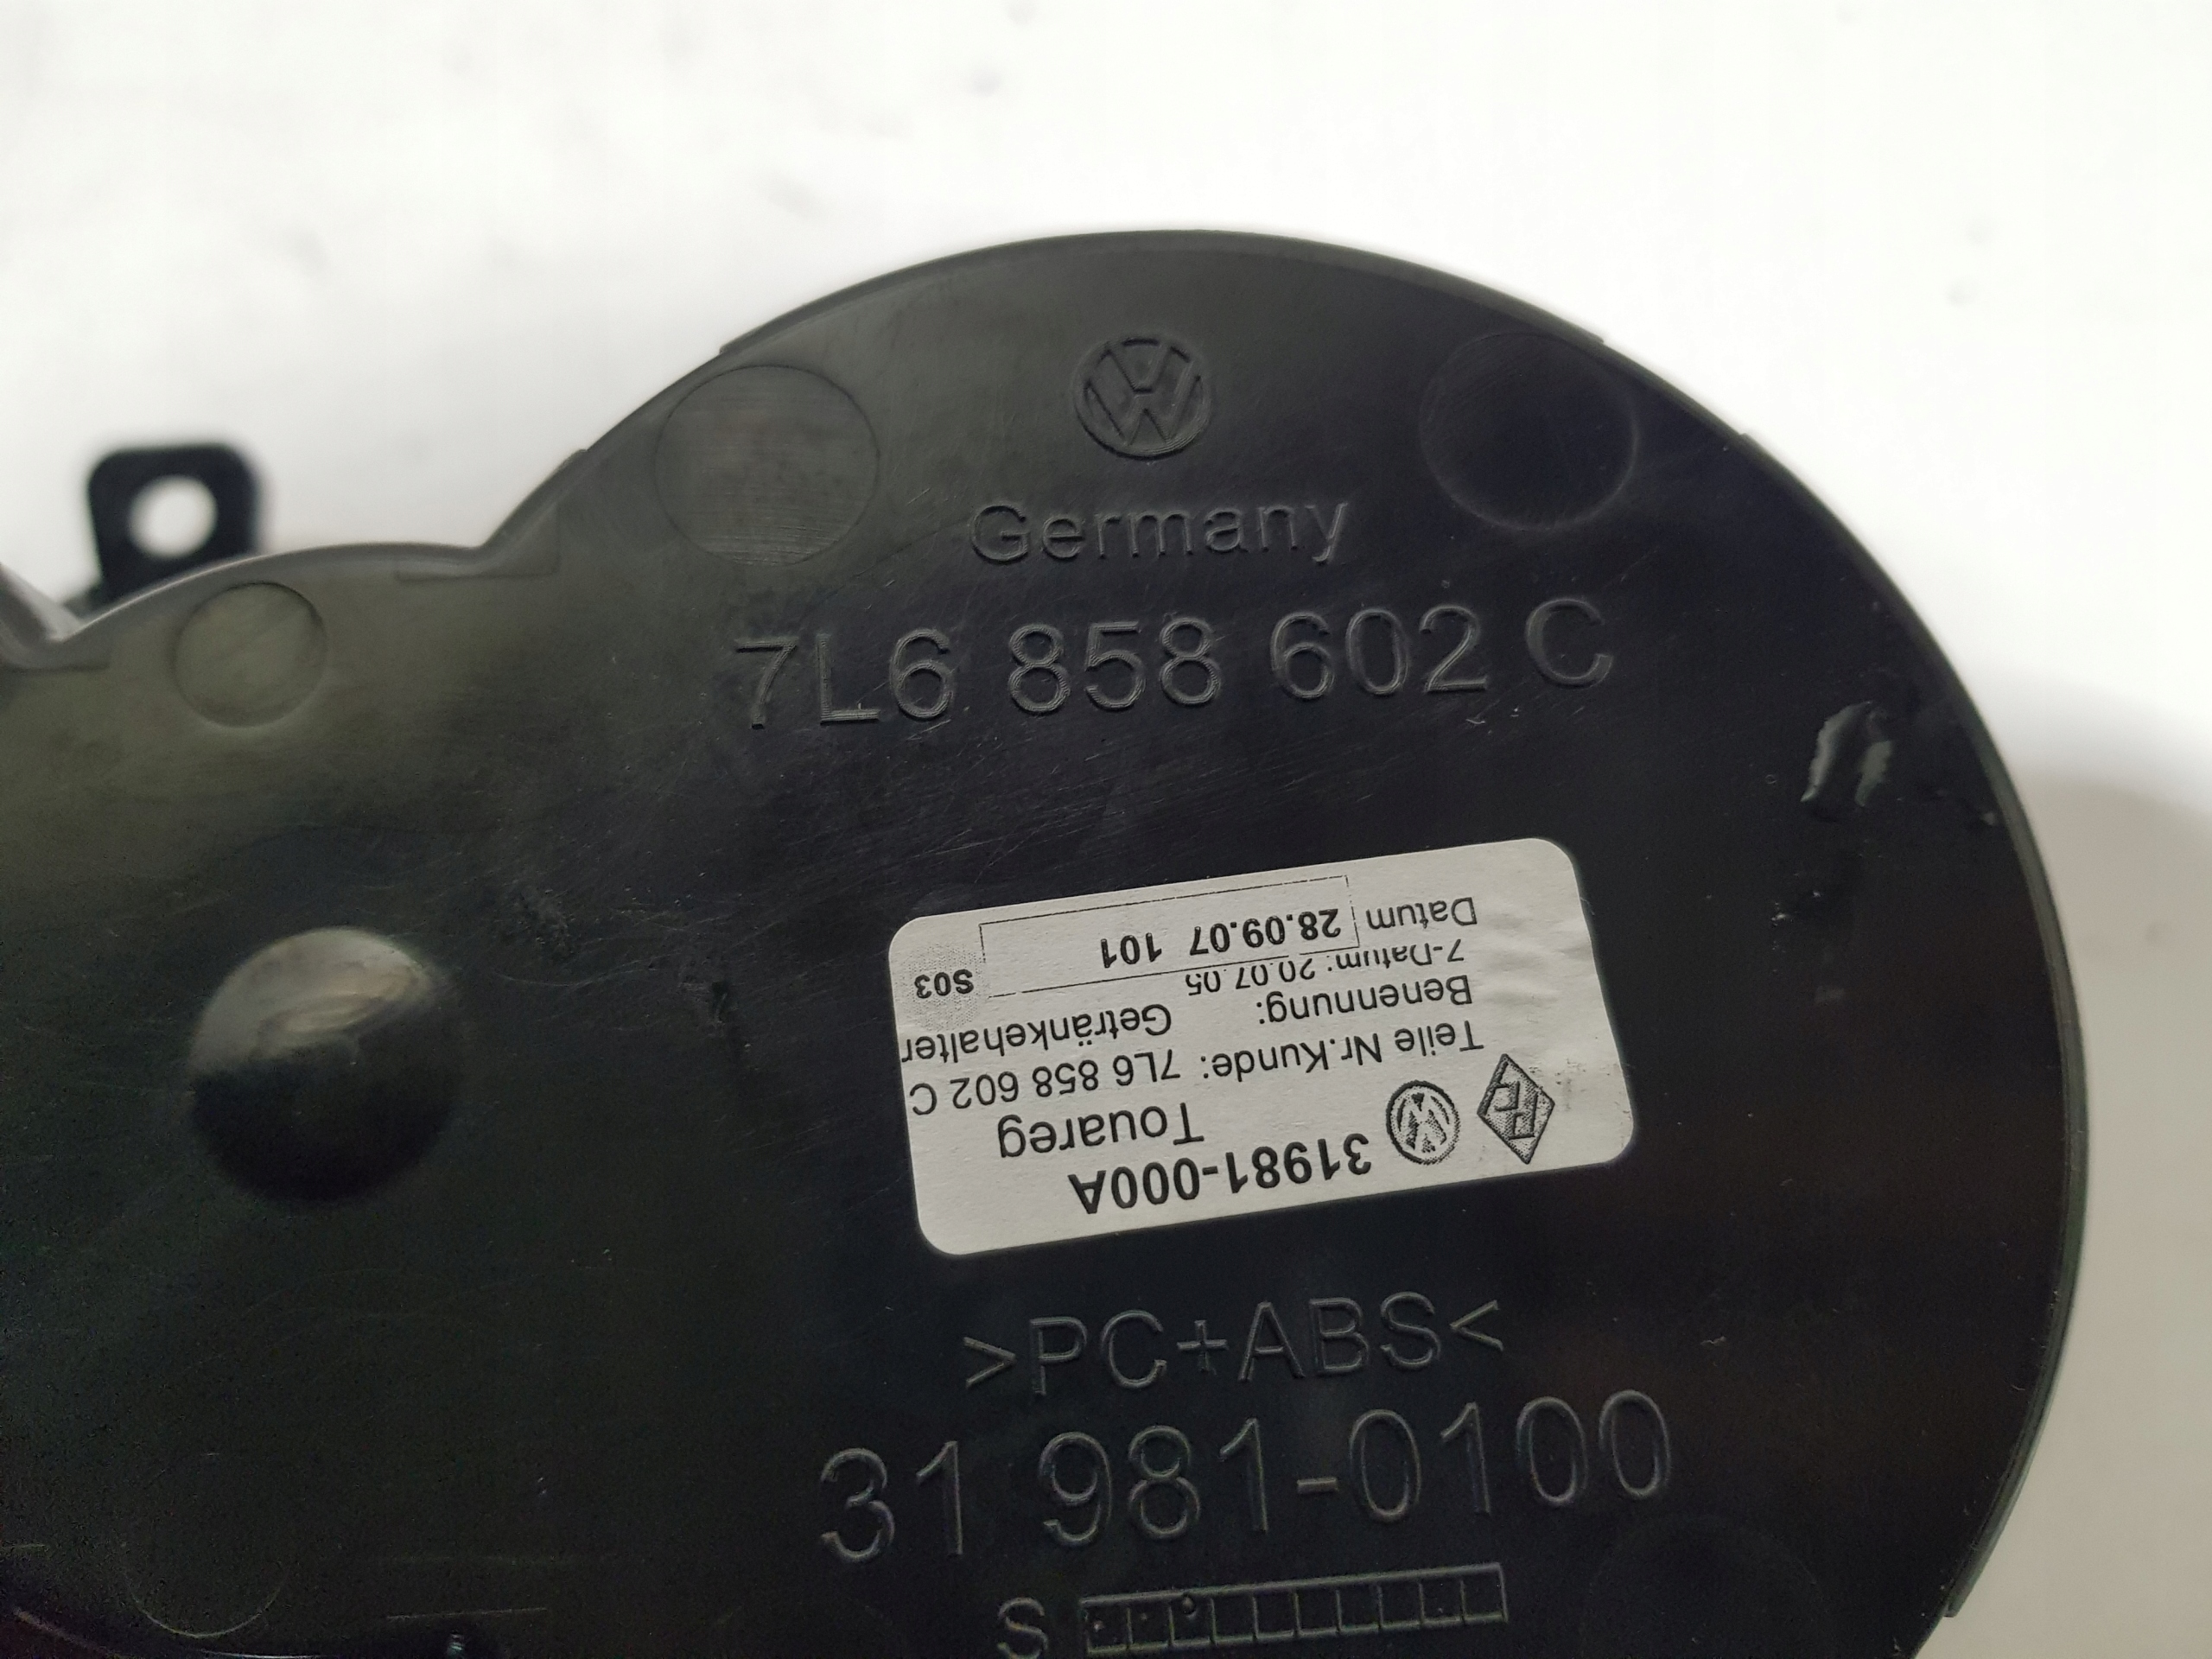 Germany
7L6 858 602 C
31981-000A
Touareg
Teile Nr.Kunde: 7L6 858 602 C
Benennung: Getränkehalter
7-Datum: 20.07.05
Datum 28.09.07 101 S03
>PC+ABS<
31 981-0100
S